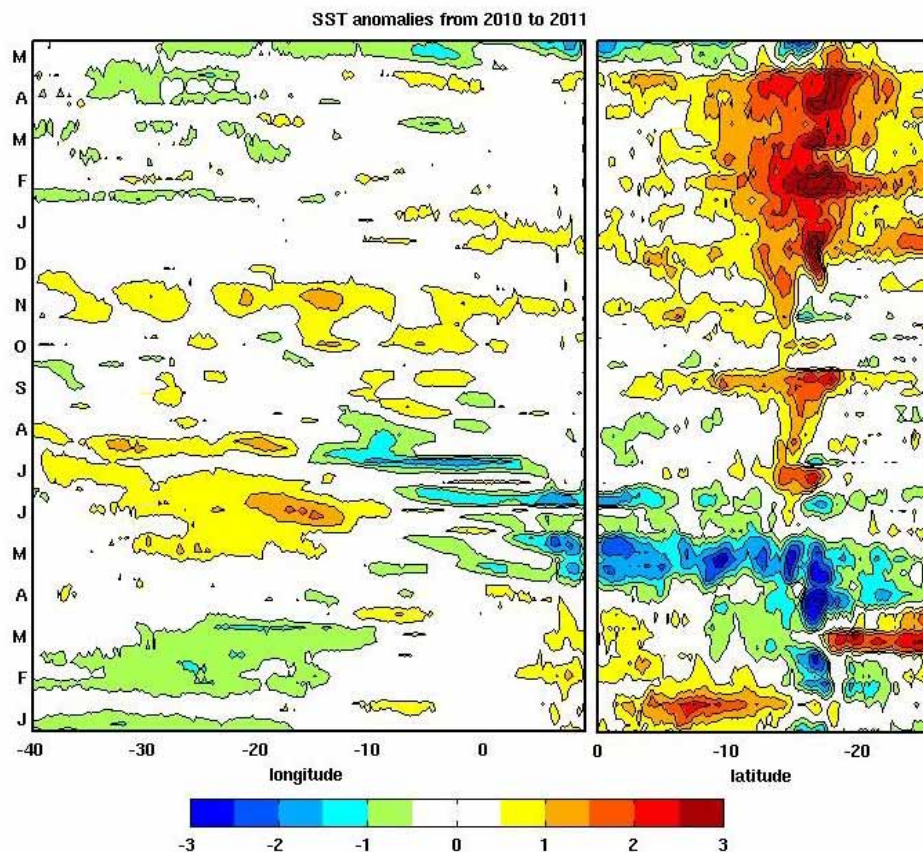 SST anomalies from 2010 to 2011
M
A
M
F
J
D
N
O
S
A
J
J
M
A
M
F
J
-40 -30 -20 -10 0 0 -10 -20
longitude latitude
-3 -2 -1 0 1 2 3